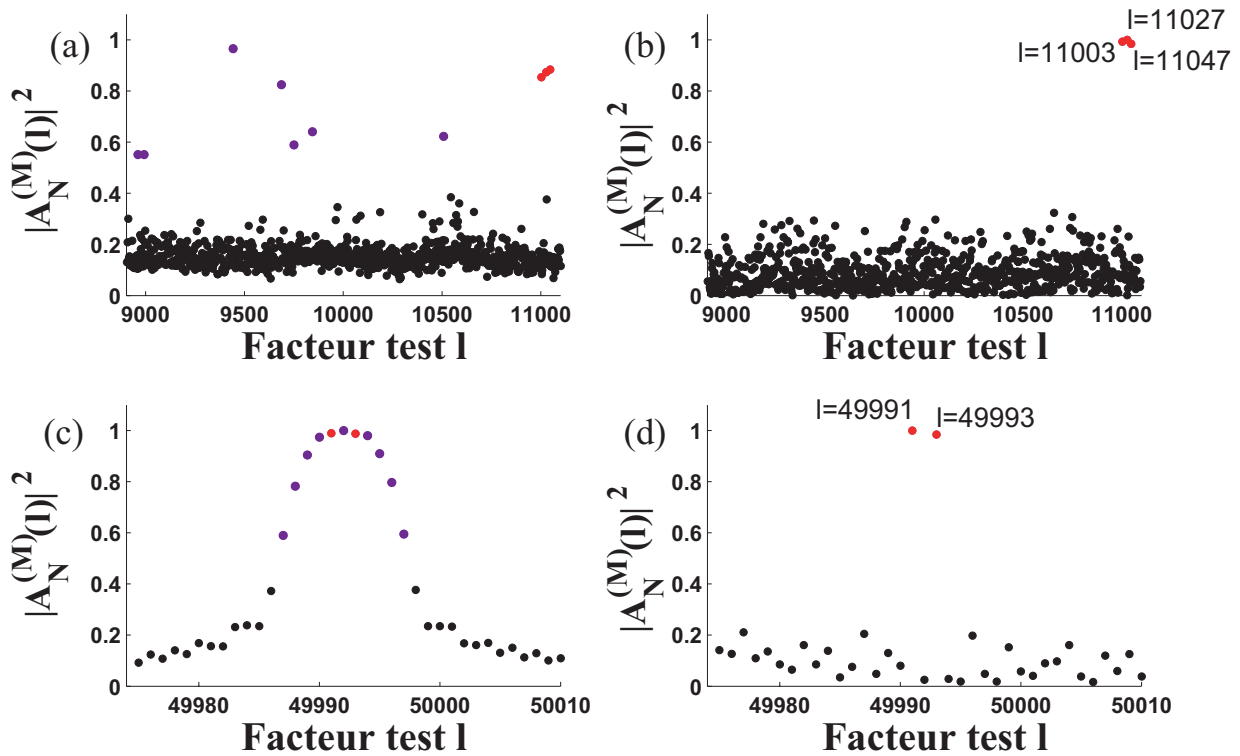 (a)
|A_N^(M)(l)|^2
1
0.8
0.6
0.4
0.2
0
9000 9500 10000 10500 11000
Facteur test l
(b)
l=11027
l=11003
l=11047
|A_N^(M)(l)|^2
1
0.8
0.6
0.4
0.2
0
9000 9500 10000 10500 11000
Facteur test l
(c)
|A_N^(M)(l)|^2
1
0.8
0.6
0.4
0.2
0
49980 49990 50000 50010
Facteur test l
(d)
l=49991
l=49993
|A_N^(M)(l)|^2
1
0.8
0.6
0.4
0.2
0
49980 49990 50000 50010
Facteur test l